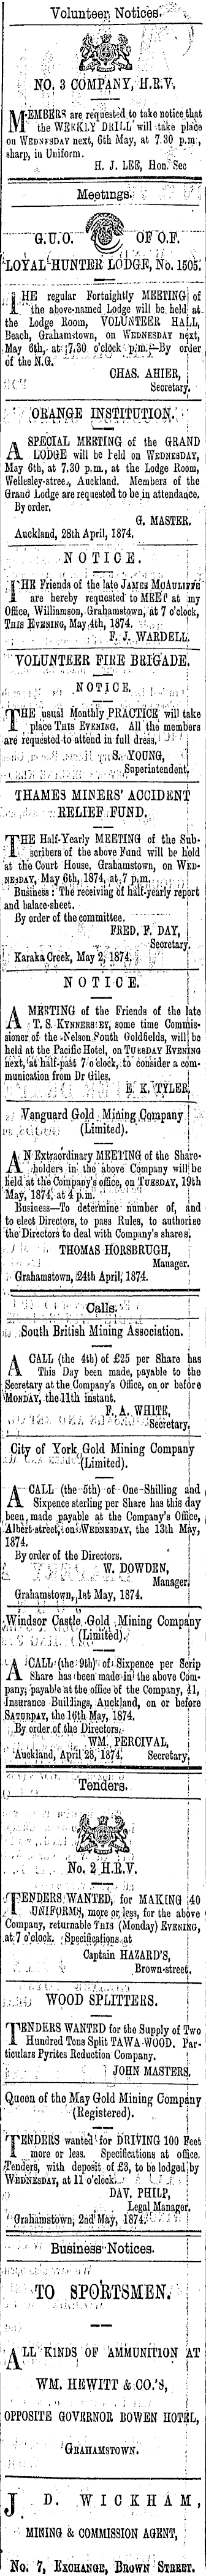 Volunteer Notices.
NO. 3 COMPANY, H.R.V.
MEMBERS are requested to take notice that
the WEEKLY DRILL will take place
on WEDNESDAY next, 6th May, at 7.30 p.m.,
sharp, in Uniform.
H. J. LEE, Hon. Sec
Meetings.
G.U.O. OF O.F.
LOYAL HUNTER LODGE, No. 1505.
THE regular Fortnightly MEETING of
the above-named Lodge will be held at
the Lodge Room, VOLUNTEER HALL,
Beach, Grahamstown, on WEDNESDAY next,
May 6th, at 7.30 o'clock p.m.—By order
of the N.G.
CHAS. AHIER,
Secretary.
ORANGE INSTITUTION.
A SPECIAL MEETING of the GRAND
LODGE will be held on WEDNESDAY,
May 6th, at 7.30 p.m., at the Lodge Room,
Wellesley-street, Auckland. Members of the
Grand Lodge are requested to be in attendance.
By order.
G. MASTER.
Auckland, 28th April, 1874.
NOTICE.
THE Friends of the late JAMES MCAULIFFE
are hereby requested to MEET at my
Office, Williamson, Grahamstown, at 7 o'clock,
THIS EVENING, May 4th, 1874.
F. J. WARDELL.
VOLUNTEER FIRE BRIGADE.
NOTICE.
THE usual Monthly PRACTICE will take
place THIS EVENING. All the members
are requested to attend in full dress.
S. YOUNG,
Superintendent.
THAMES MINERS' ACCIDENT
RELIEF FUND.
THE Half-Yearly MEETING of the Sub-
scribers of the above Fund will be held
at the Court House, Grahamstown, on WED-
NESDAY, May 6th, 1874, at 7 p.m.
Business: The receiving of half-yearly report
and balace-sheet.
By order of the committee.
FRED. F. DAY,
Secretary.
Karaka Creek, May 2, 1874.
NOTICE.
A MEETING of the Friends of the late
T. S. KYNNERSLEY, some time Commis-
sioner of the Nelson South Goldfields, will be
held at the Pacific Hotel, on TUESDAY EVENING
next, at half-past 7 o'clock, to consider a com-
munication from Dr Giles.
E. K. TYLER.
Vanguard Gold Mining Company
(Limited).
AN Extraordinary MEETING of the Share-
holders in the above Company will be
held at the Company's office, on TUESDAY, 19th
May, 1874, at 4 p.m.
Business—To determine number of, and
to elect Directors, to pass Rules, to authorise
the Directors to deal with Company's shares.
THOMAS HORSBRUGH,
Manager.
Grahamstown, 24th April, 1874.
Calls.
South British Mining Association.
A CALL (the 4th) of £25 per Share has
This Day been made, payable to the
Secretary at the Company's Office, on or before
MONDAY, the 11th instant.
F. A. WHITE,
Secretary.
City of York Gold Mining Company
(Limited).
A CALL (the 5th) of One Shilling and
Sixpence sterling per Share has this day
been made payable at the Company's Office,
Albert-street, on WEDNESDAY, the 13th May,
1874.
By order of the Directors.
W. DOWDEN,
Manager.
Grahamstown, 1st May, 1874.
Windsor Castle Gold Mining Company
(Limited).
A CALL (the 9th) of Sixpence per Scrip
Share has been made in the above Com-
pany, payable at the office of the Company, 41,
Insurance Buildings, Auckland, on or before
SATURDAY, the 16th May, 1874.
By order of the Directors,
WM. PERCIVAL,
Auckland, April 28, 1874. Secretary.
Tenders.
No. 2 H.R.V.
TENDERS WANTED, for MAKING 40
UNIFORMS, more or less, for the above
Company, returnable THIS (Monday) EVENING,
at 7 o'clock. Specifications at
Captain HAZARD'S,
Brown-street.
WOOD SPLITTERS.
TENDERS WANTED for the Supply of Two
Hundred Tons Split TAWA WOOD. Par-
ticulars Pyrites Reduction Company.
JOHN MASTERS.
Queen of the May Gold Mining Company
(Registered).
TENDERS wanted for DRIVING 100 Feet
more or less. Specifications at office.
Tenders, with deposit of £3, to be lodged by
WEDNESDAY, at 11 o'clock.
DAV. PHILP,
Legal Manager.
Grahamstown, 2nd May, 1874.
Business Notices.
TO SPORTSMEN.
ALL KINDS OF AMMUNITION AT
WM. HEWITT & CO.'S,
OPPOSITE GOVERNOR BOWEN HOTEL,
GRAHAMSTOWN.
J D. WICKHAM,
MINING & COMMISSION AGENT,
No. 7, EXCHANGE, BROWN STREET.